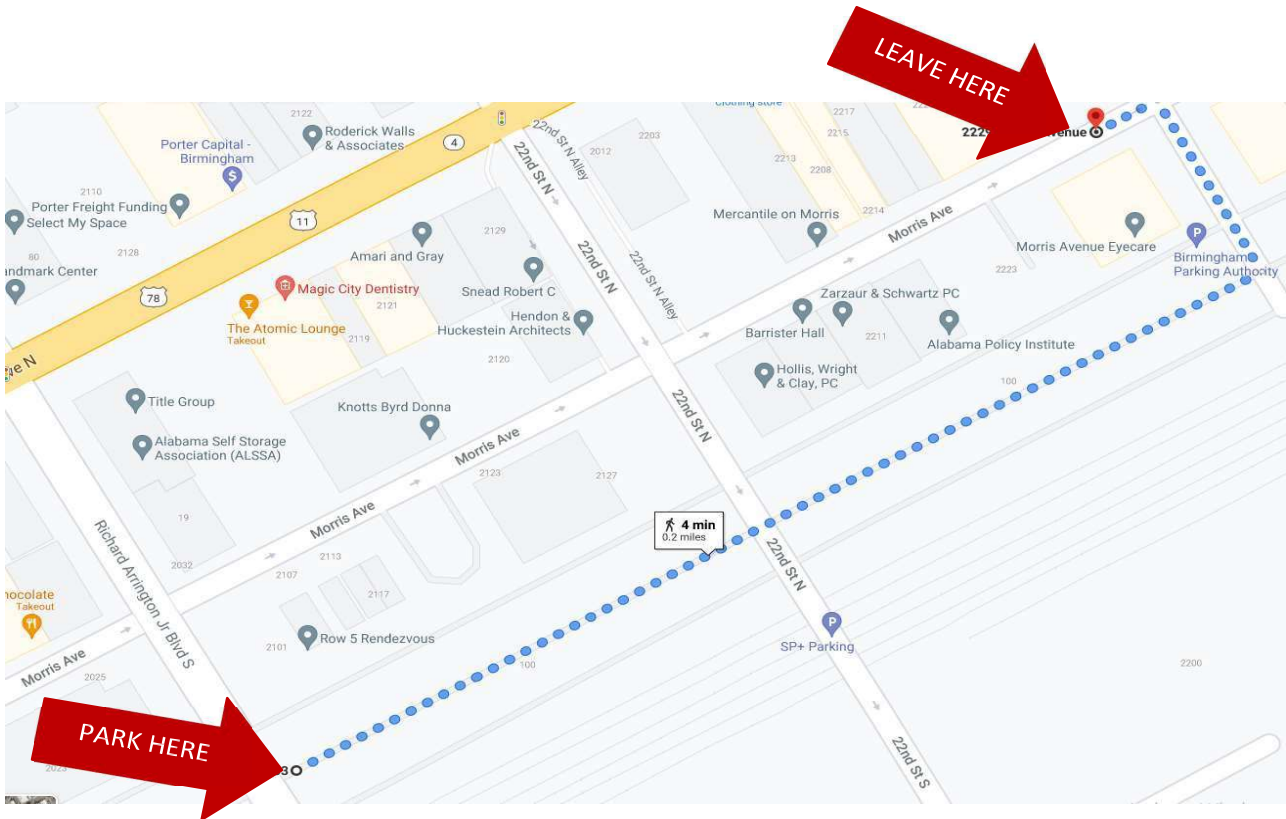 LEAVE HERE
Clothing store
2122
Roderick Walls
& Associates
4
22nd St N Alley
2203
2217
2215
Porter Capital -
Birmingham
2012
22nd St N
2213
2208
2110
Porter Freight Funding
Select My Space
11
2129
Mercantile on Morris
2214
Morris Ave
2128
Amari and Gray
22nd St N
Morris Avenue Eyecare
80
2223
Birmingham
Parking Authority
22nd St N Alley
78
Magic City Dentistry
Snead Robert C
Zarzaur & Schwartz PC
2121
The Atomic Lounge
Takeout
2119
Hendon &
Huckestein Architects
Barrister Hall
2211
Alabama Policy Institute
2120
Hollis, Wright
& Clay, PC
100
Title Group
Knotts Byrd Donna
22nd St N
Alabama Self Storage
Association (ALSSA)
Morris Ave
2123
2127
19
Morris Ave
4 min
0.2 miles
Richard Arrington Jr Blvd S
2113
2032
2107
22nd St N
2117
Takeout
Row 5 Rendezvous
2101
SP+ Parking
Morris Ave
100
2200
2025
PARK HERE
22nd St S